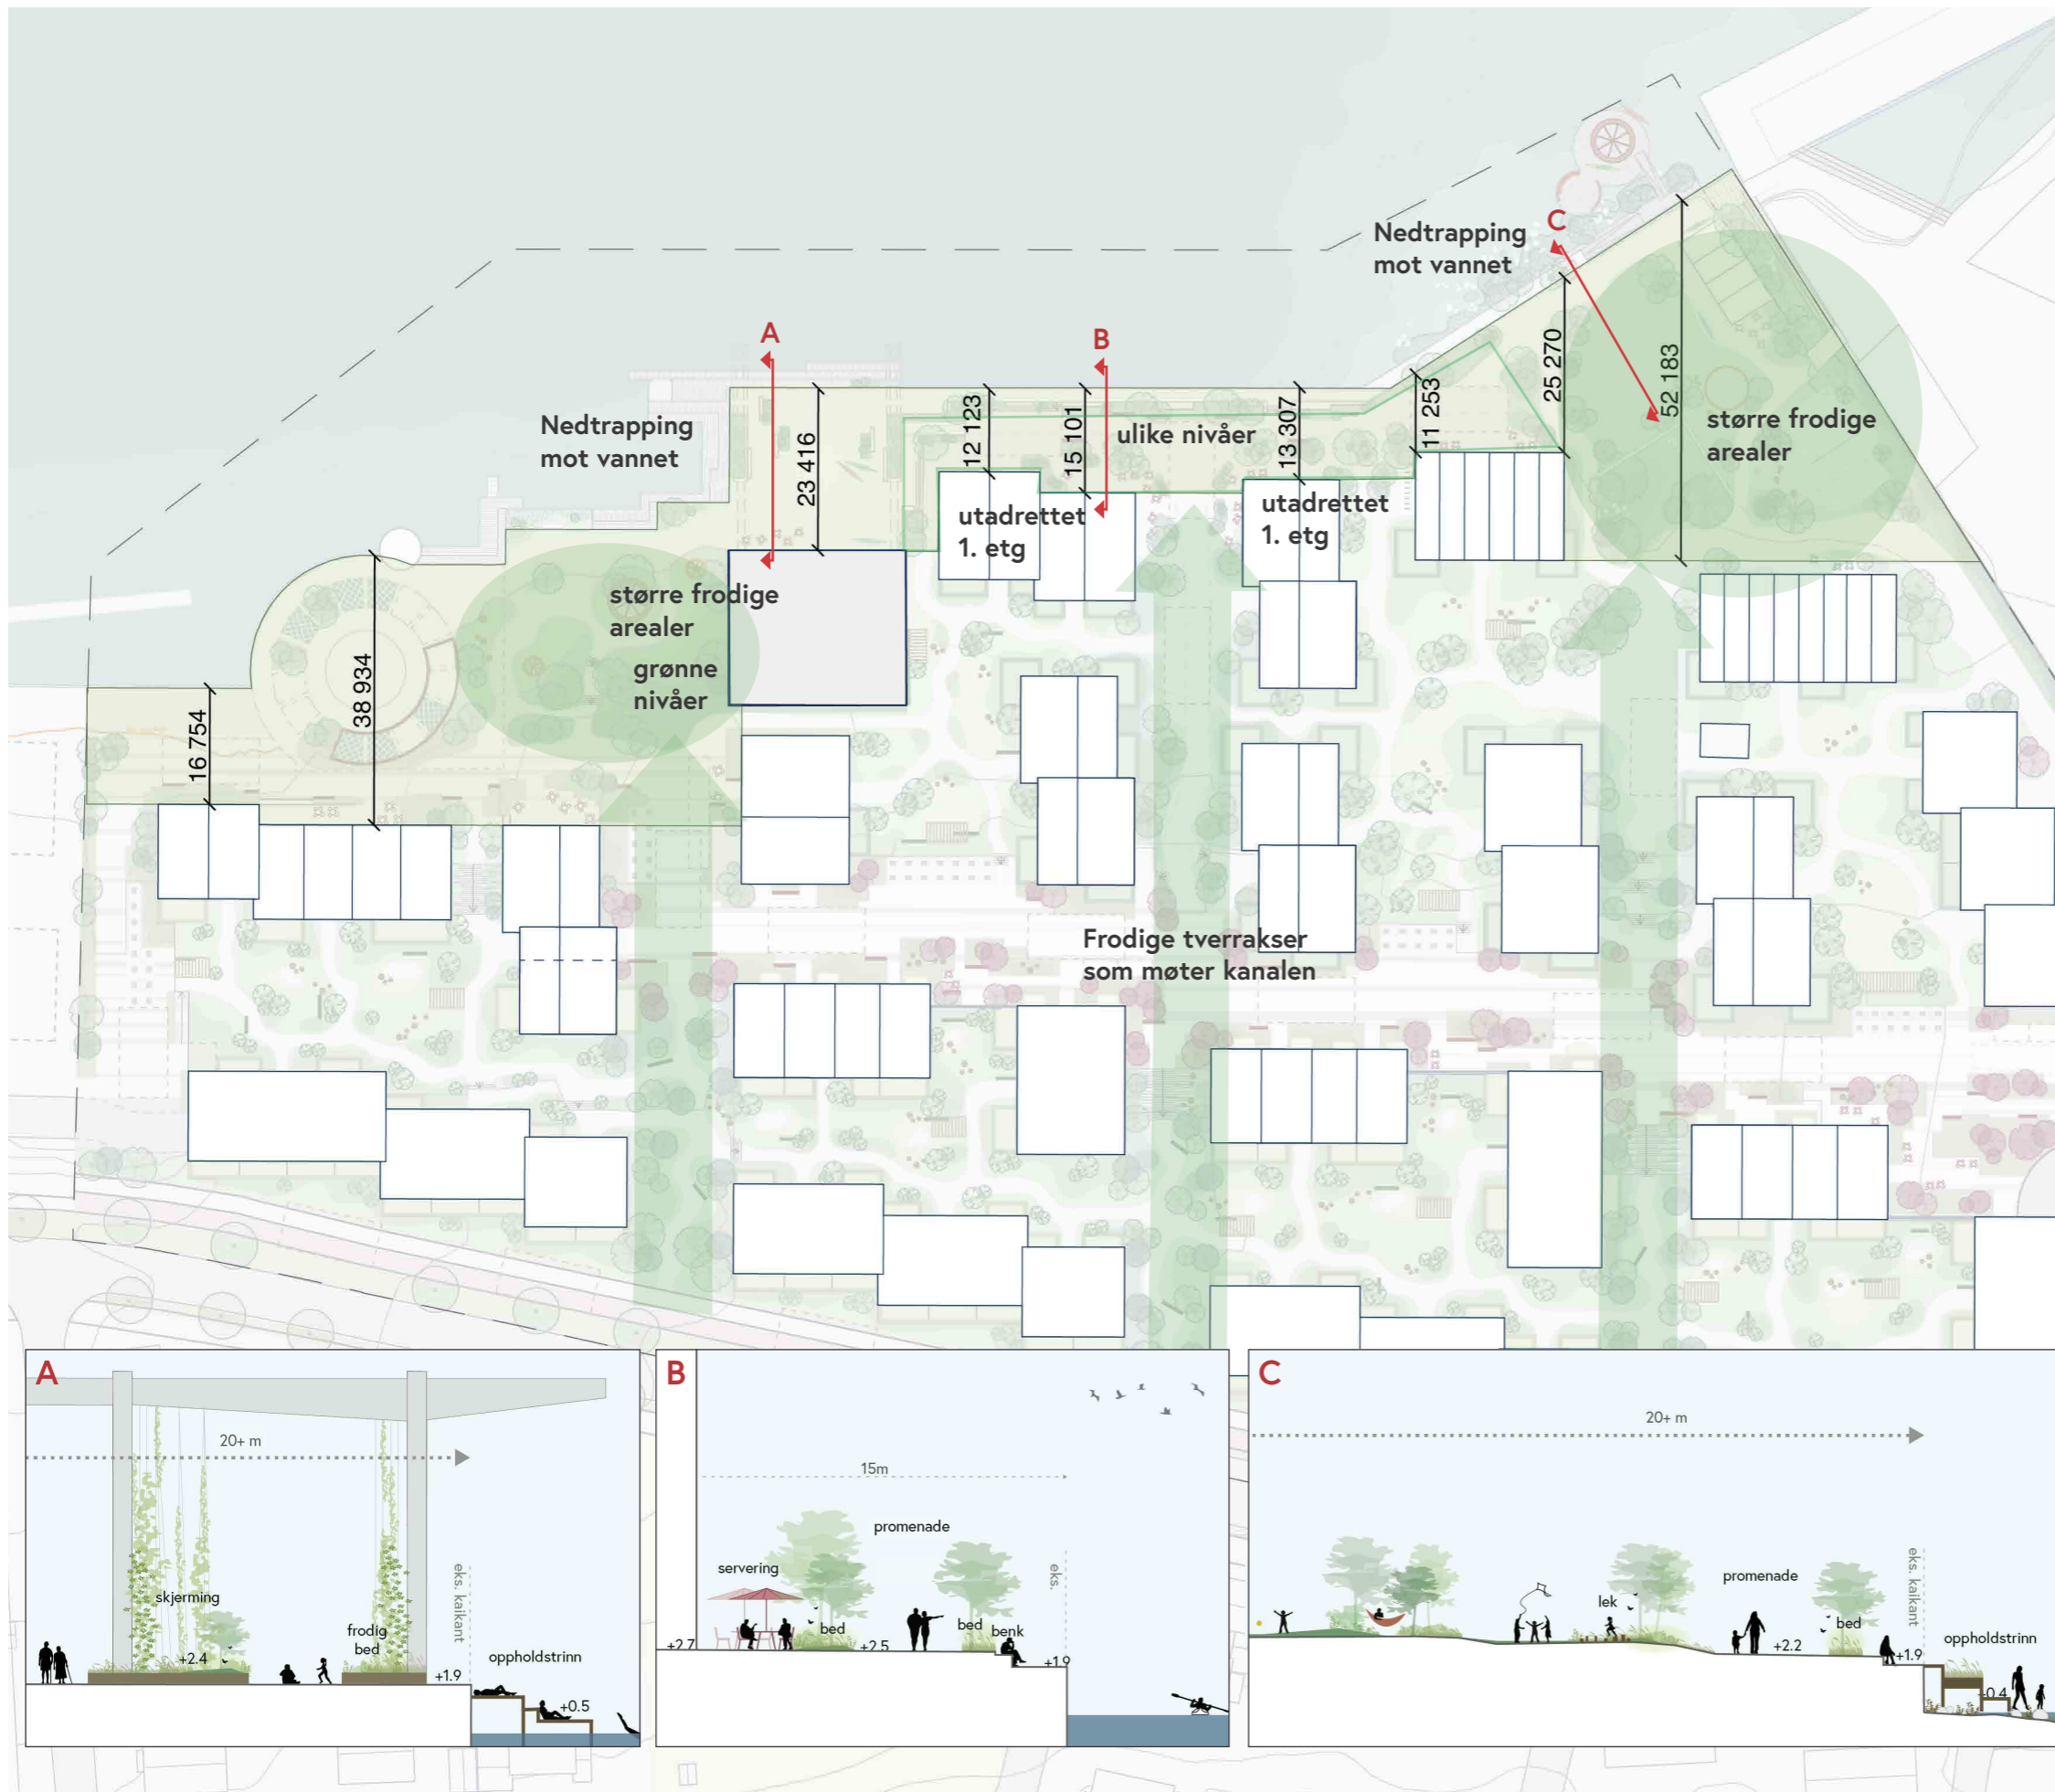 Nedtrapping
mot vannet
C
A
B
Nedtrapping
mot vannet
23 416
12 123
15 101
ulike nivåer
13 307
11 253
25 270
52 183
større frodige
arealer
utadrettet
1. etg
utadrettet
1. etg
større frodige
arealer
grønne
nivåer
16 754
38 934
Frodige tverrakser
som møter kanalen
A
20+ m
skjerming
+2.4
frodig
bed
eks. kaikant
+1.9
oppholdstrinn
+0.5
B
15m
promenade
servering
bed
bed
benk
eks.
+2.7
+2.5
+1.9
C
20+ m
lek
promenade
bed
eks. kaikant
+2.2
+1.9
oppholdstrinn